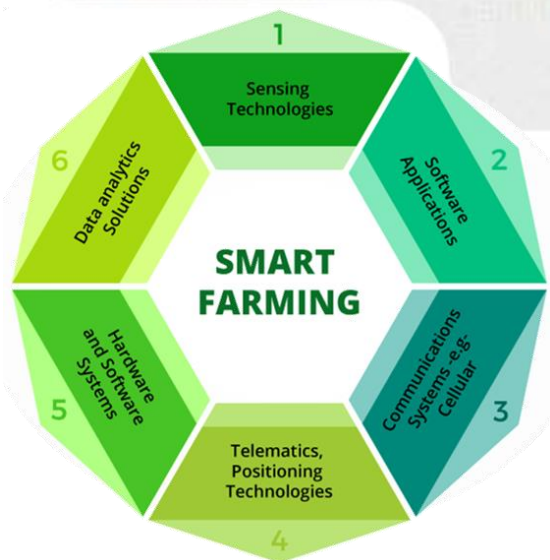 1
Sensing
Technologies
2
Software
Applications
3
Communications
Systems -e.g-
Cellular
4
Telematics,
Positioning
Technologies
5
Hardware
and Software
Systems
6
Data analytics
Solutions
SMART
FARMING